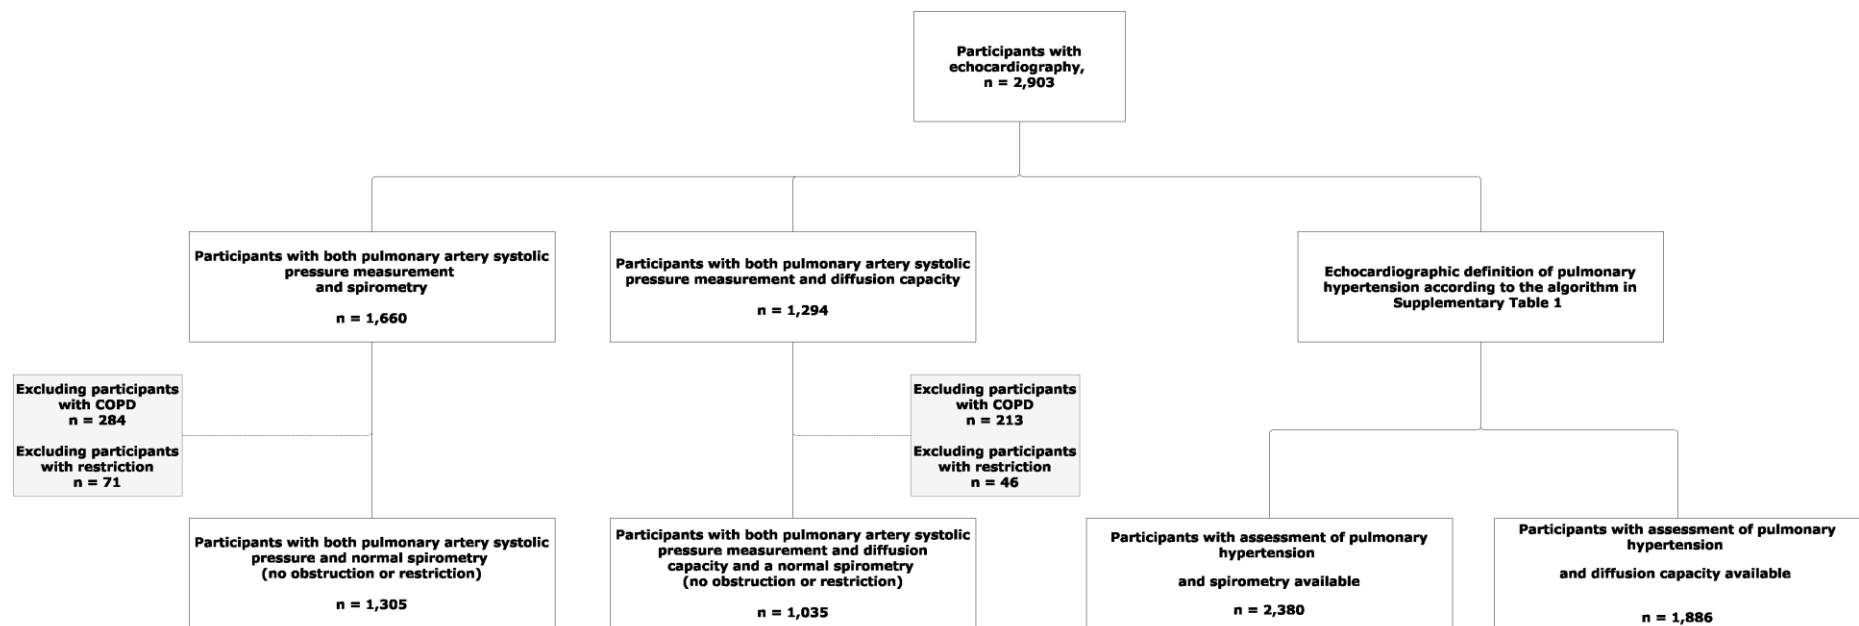 Participants with
echocardiography,
n = 2,903
Participants with both pulmonary artery systolic
pressure measurement
and spirometry
n = 1,660
Participants with both pulmonary artery systolic
pressure measurement and diffusion capacity
n = 1,294
Echocardiographic definition of pulmonary
hypertension according to the algorithm in
Supplementary Table 1
Excluding participants
with COPD
n = 284
Excluding participants
with restriction
n = 71
Excluding participants
with COPD
n = 213
Excluding participants
with restriction
n = 46
Participants with both pulmonary artery systolic
pressure and normal spirometry
(no obstruction or restriction)
n = 1,305
Participants with both pulmonary artery systolic
pressure measurement and diffusion
capacity and a normal spirometry
(no obstruction or restriction)
n = 1,035
Participants with assessment of pulmonary
hypertension
and spirometry available
n = 2,380
Participants with assessment of pulmonary
hypertension
and diffusion capacity available
n = 1,886